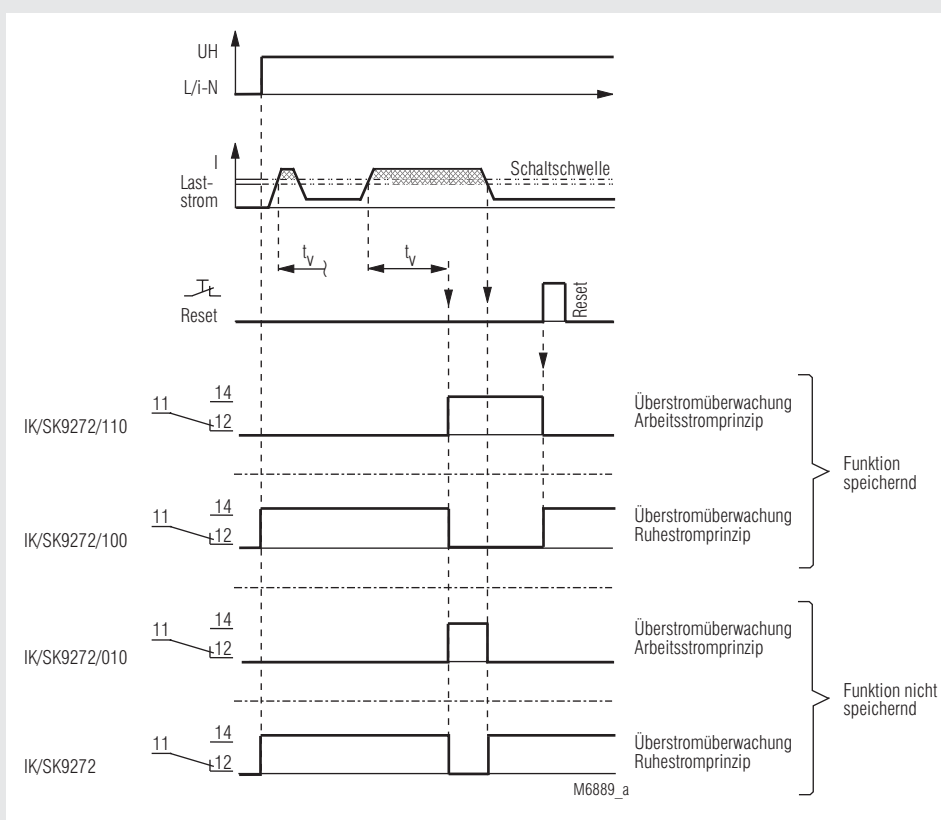 UH
L/i-N
I
Last-
strom
Schaltschwelle
tv
tv
Reset
Reset
IK/SK9272/110
11
14
12
Überstromüberwachung
Arbeitsstromprinzip
Funktion
speichernd
IK/SK9272/100
11
14
12
Überstromüberwachung
Ruhestromprinzip
IK/SK9272/010
11
14
12
Überstromüberwachung
Arbeitsstromprinzip
Funktion nicht
speichernd
IK/SK9272
11
14
12
Überstromüberwachung
Ruhestromprinzip
M6889_a